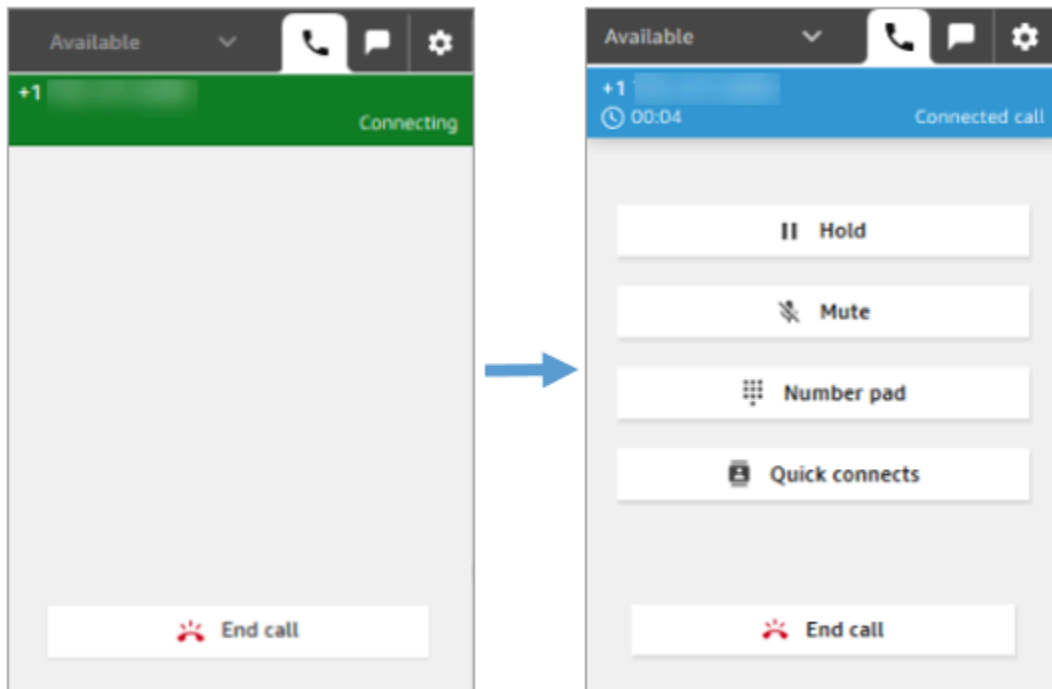 Available
+1
Connecting
End call
Available
+1
00:04 Connected call
Hold
Mute
Number pad
Quick connects
End call